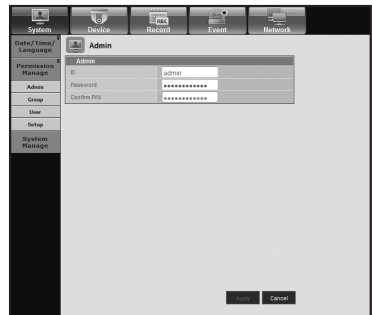 System
Device
Record
REC
Event
Network
Date/Time/
Language
Permission
Manage
Admin
Group
User
Setup
System
Manage
Admin
Admin
ID
admin
Password
************
Confirm PW
************
Apply
Cancel